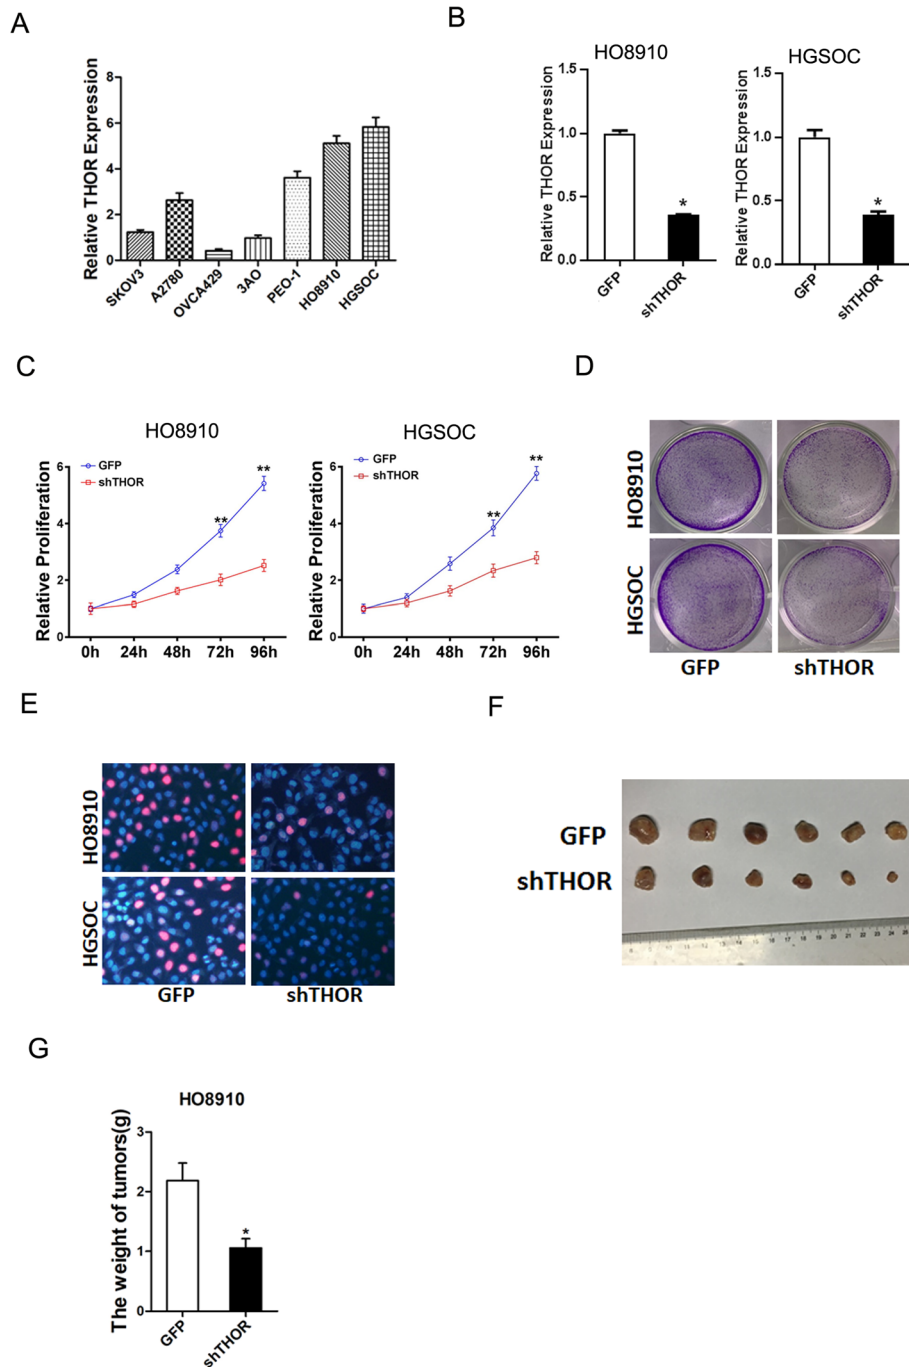 A
Relative THOR Expression
8
6
4
2
0
SKOV3
A2780
OVCA429
3AO
PEO-1
HO8910
HGSOC
B
HO8910
Relative THOR Expression
1.5
1.0
0.5
0.0
GFP
shTHOR
*
HGSOC
Relative THOR Expression
1.5
1.0
0.5
0.0
GFP
shTHOR
*
C
HO8910
GFP
shTHOR
Relative Proliferation
6
4
2
0
0h 24h 48h 72h 96h
**
**
HGSOC
GFP
shTHOR
Relative Proliferation
6
4
2
0
0h 24h 48h 72h 96h
**
**
D
HO8910
HGSOC
GFP shTHOR
E
HO8910
HGSOC
GFP shTHOR
F
GFP
shTHOR
G
HO8910
The weight of tumors(g)
3
2
1
0
GFP
shTHOR
*